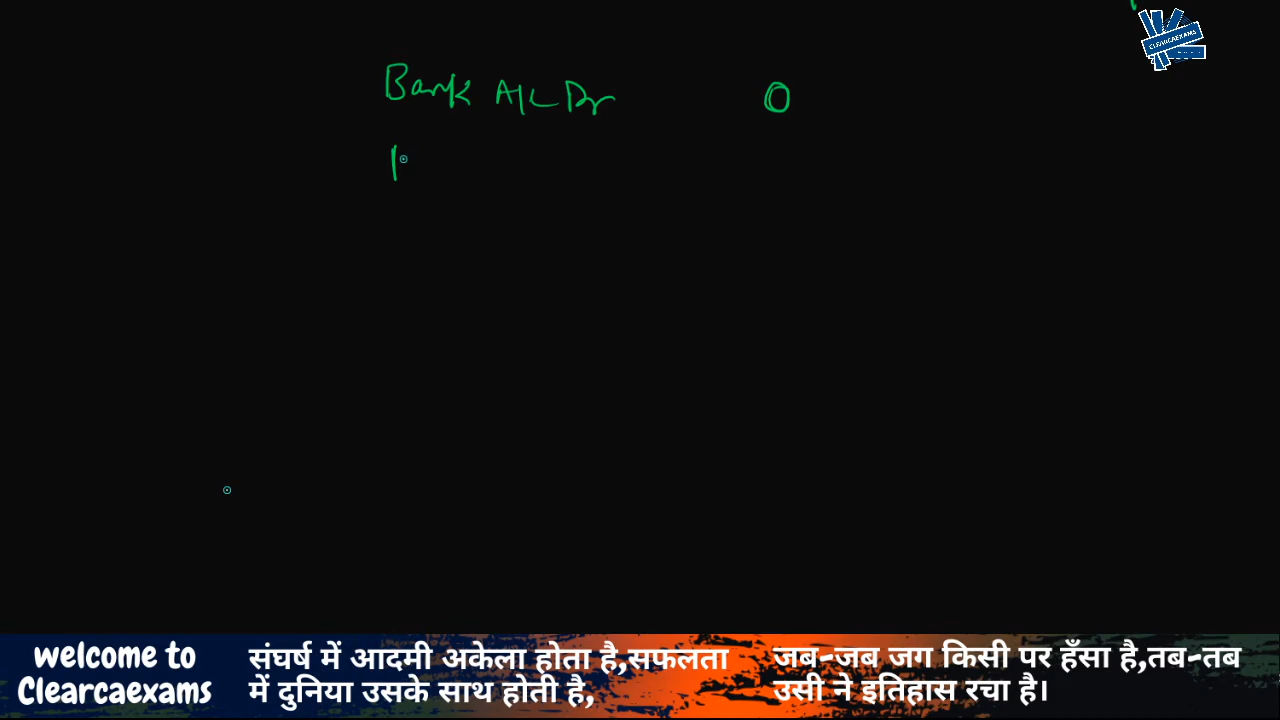 CLEARCAEXAMS
Bank A/c Dr 0
welcome to
Clearcaexams
संघर्ष में आदमी अकेला होता है,सफलता
में दुनिया उसके साथ होती है,
जब-जब जग किसी पर हँसा है,तब-तब
उसी ने इतिहास रचा है।